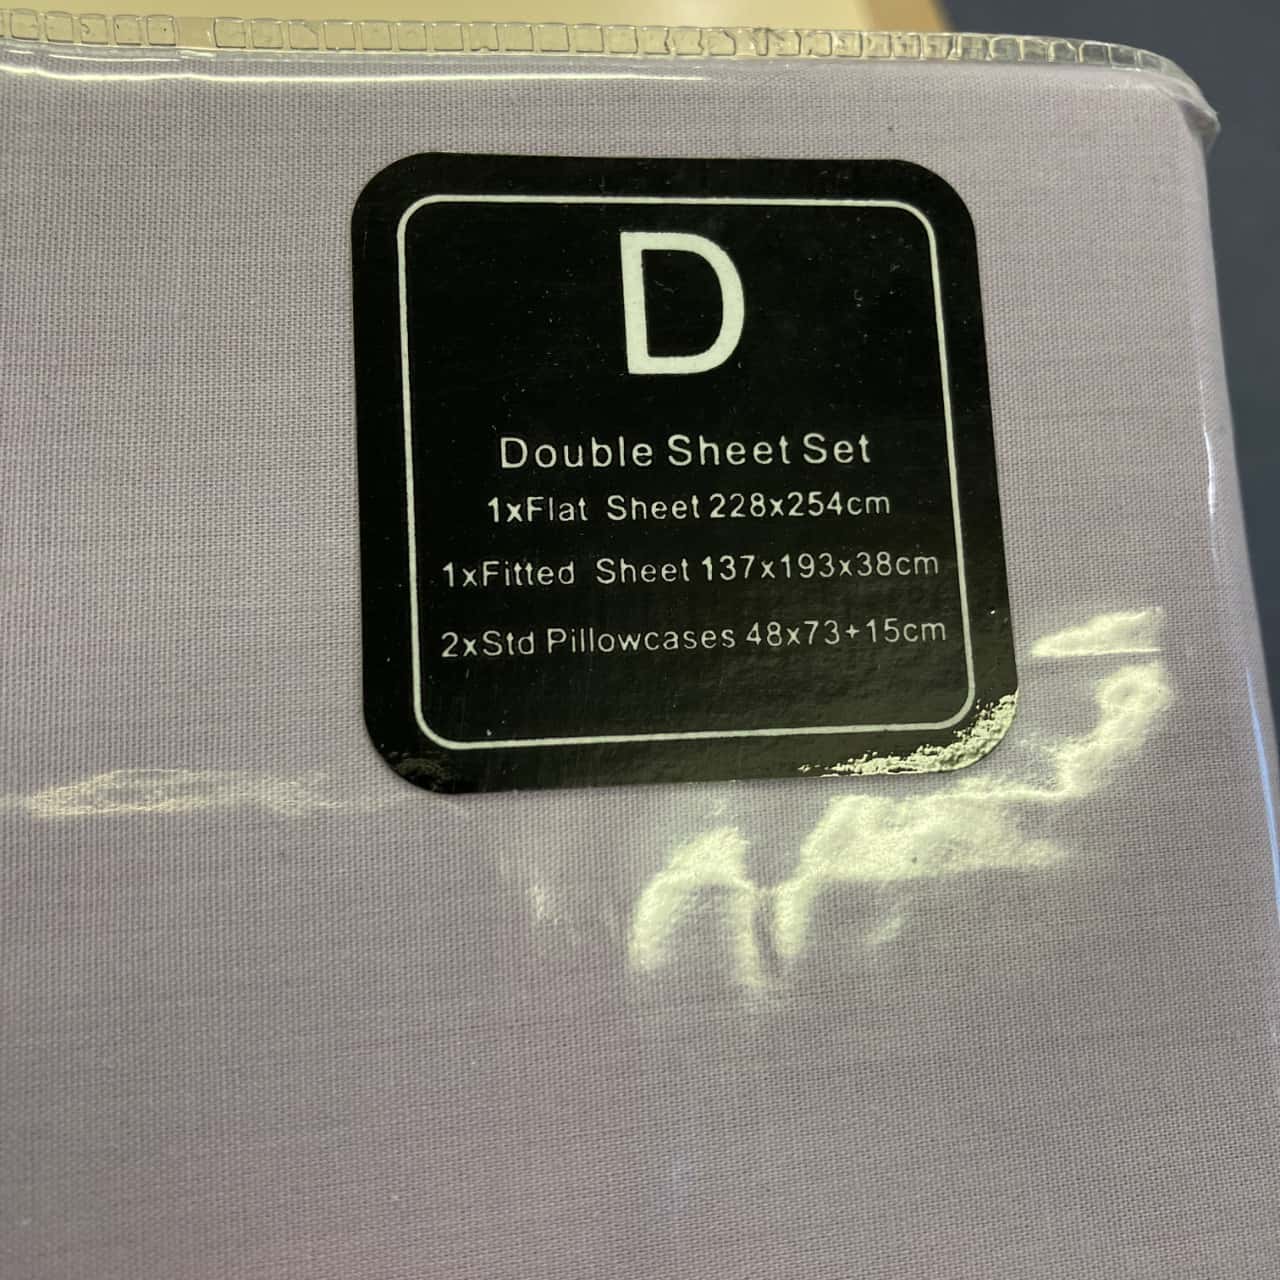 D
Double Sheet Set
1xFlat Sheet 228x254cm
1xFitted Sheet 137x193x38cm
2xStd Pillowcases 48x73+15cm